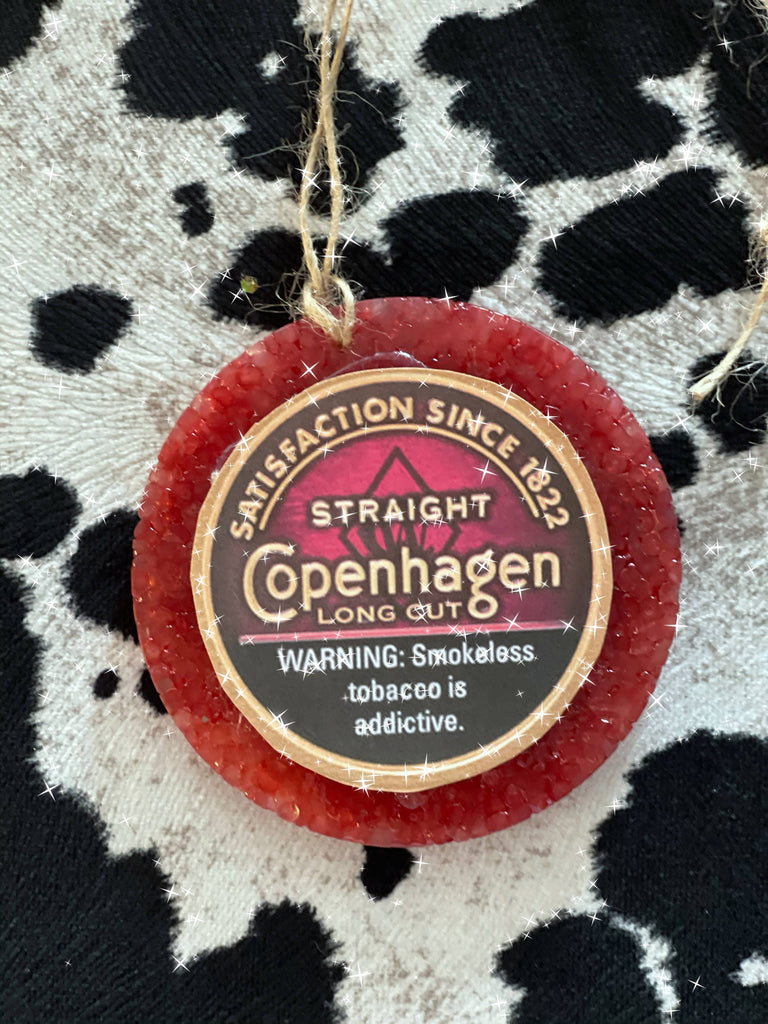 SATISFACTION SINCE 1822
STRAIGHT
Copenhagen
LONG CUT
WARNING: Smokeless
tobacco is
addictive.